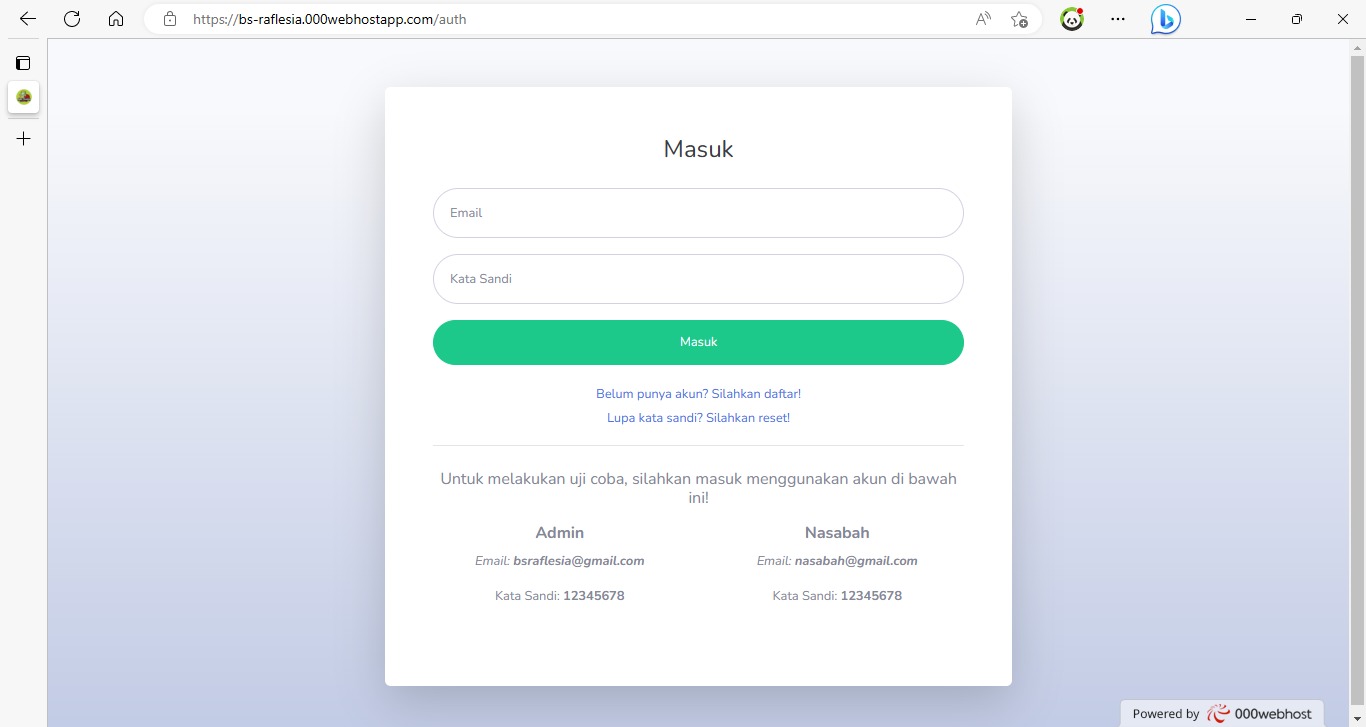 https://bs-raflesia.000webhostapp.com/auth
Masuk
Email
Kata Sandi
Masuk
Belum punya akun? Silahkan daftar!
Lupa kata sandi? Silahkan reset!
Untuk melakukan uji coba, silahkan masuk menggunakan akun di bawah
ini!
Admin
Email: bsraflesia@gmail.com
Kata Sandi: 12345678
Nasabah
Email: nasabah@gmail.com
Kata Sandi: 12345678
Powered by 000webhost